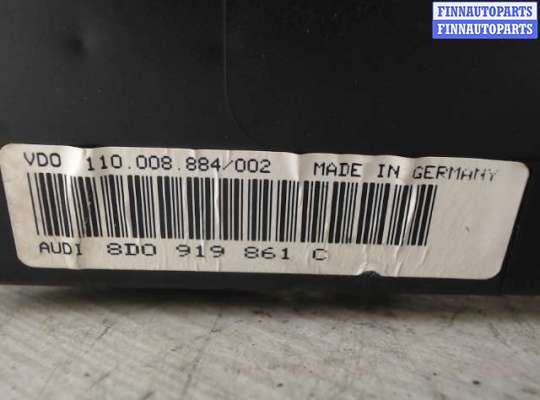 FINNAUTOPARTS
FINNAUTOPARTS
VDO 110.008.884/002 MADE IN GERMANY
AUDI 8D0 919 861 C